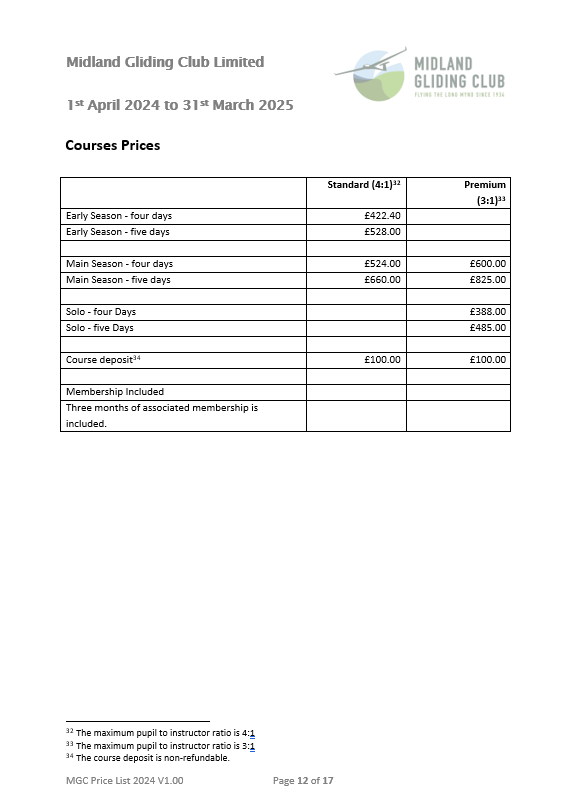 Midland Gliding Club Limited
MIDLAND
GLIDING CLUB
FLYING THE LONG MYND SINCE 1934
1st April 2024 to 31st March 2025
Courses Prices
Standard (4:1)32 Premium
(3:1)33
Early Season - four days £422.40
Early Season - five days £528.00
Main Season - four days £524.00 £600.00
Main Season - five days £660.00 £825.00
Solo - four Days £388.00
Solo - five Days £485.00
Course deposit34 £100.00 £100.00
Membership Included
Three months of associated membership is
included.
32 The maximum pupil to instructor ratio is 4:1
33 The maximum pupil to instructor ratio is 3:1
34 The course deposit is non-refundable.
MGC Price List 2024 V1.00 Page 12 of 17